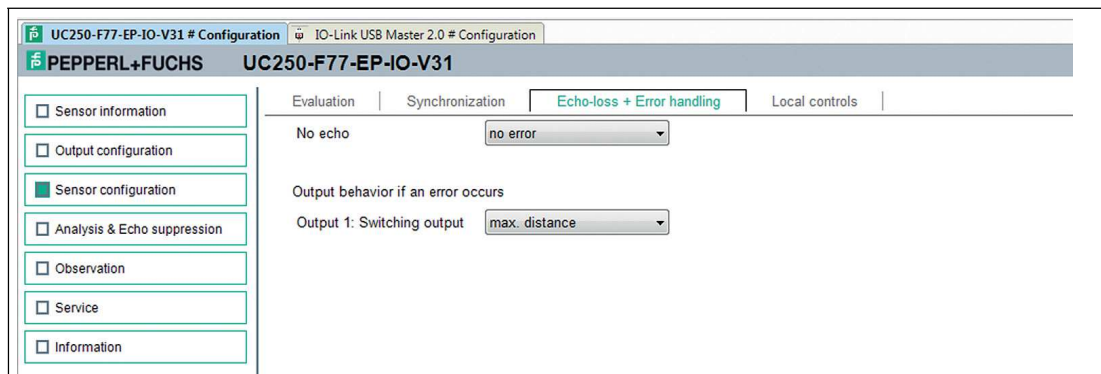 UC250-F77-EP-IO-V31 # Configuration IO-Link USB Master 2.0 # Configuration
PEPPERL+FUCHS UC250-F77-EP-IO-V31
Sensor information
Output configuration
Sensor configuration
Analysis & Echo suppression
Observation
Service
Information
Evaluation Synchronization Echo-loss + Error handling Local controls
No echo no error
Output behavior if an error occurs
Output 1: Switching output max. distance